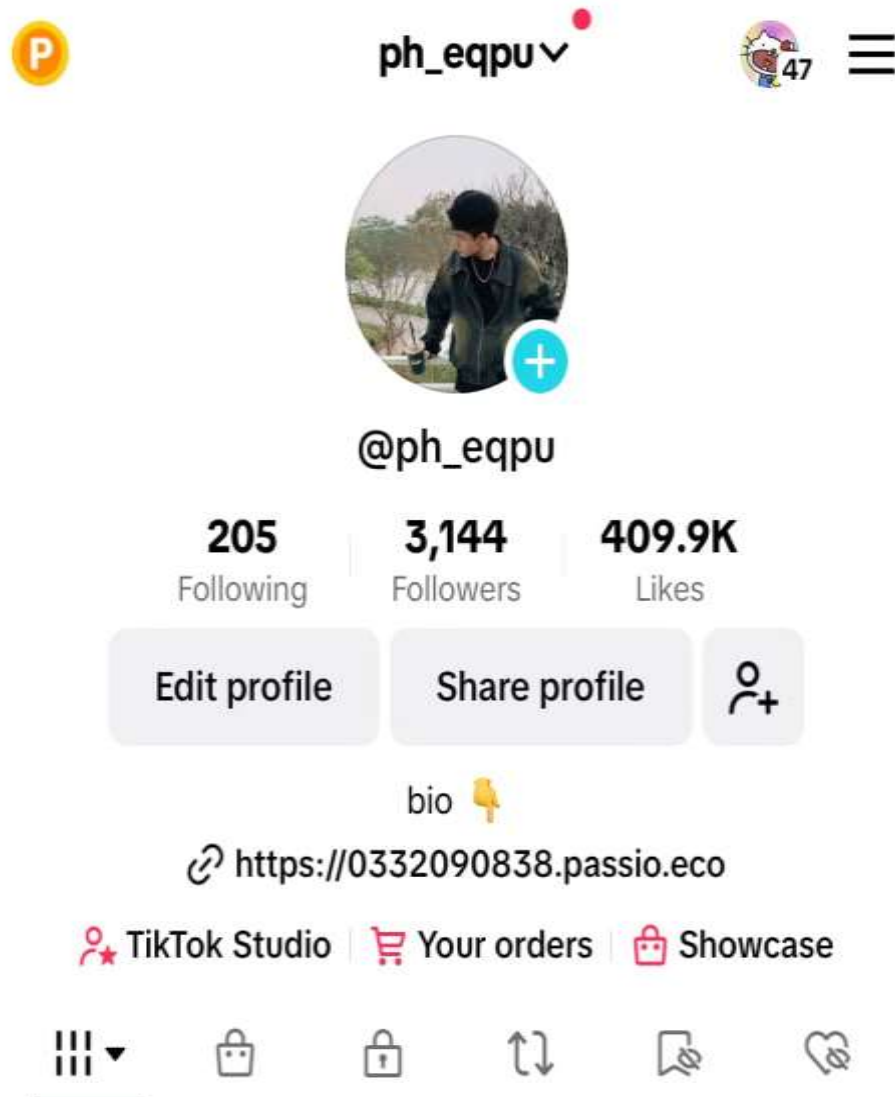 P
ph_eqpu
47
@ph_eqpu
205 3,144 409.9K
Following Followers Likes
Edit profile Share profile
bio 👇
https://0332090838.passio.eco
TikTok Studio Your orders Showcase